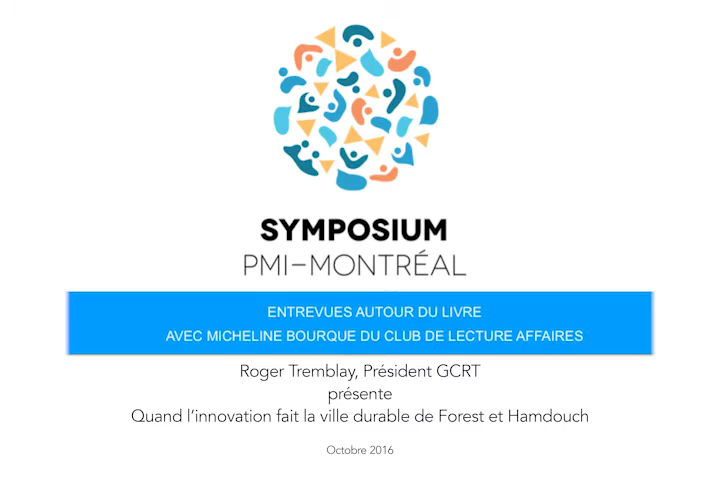 SYMPOSIUM
PMI–MONTRÉAL
ENTREVUES AUTOUR DU LIVRE
AVEC MICHELINE BOURQUE DU CLUB DE LECTURE AFFAIRES
Roger Tremblay, Président GCRT
présente
Quand l’innovation fait la ville durable de Forest et Hamdouch
Octobre 2016